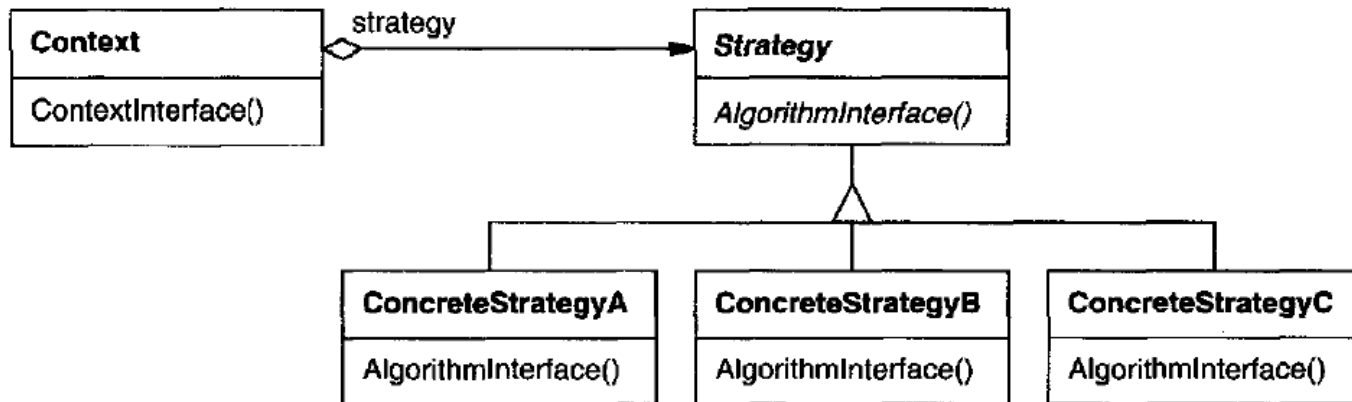 Context
strategy
Strategy
ContextInterface()
AlgorithmInterface()
ConcreteStrategyA
ConcreteStrategyB
ConcreteStrategyC
AlgorithmInterface()
AlgorithmInterface()
AlgorithmInterface()